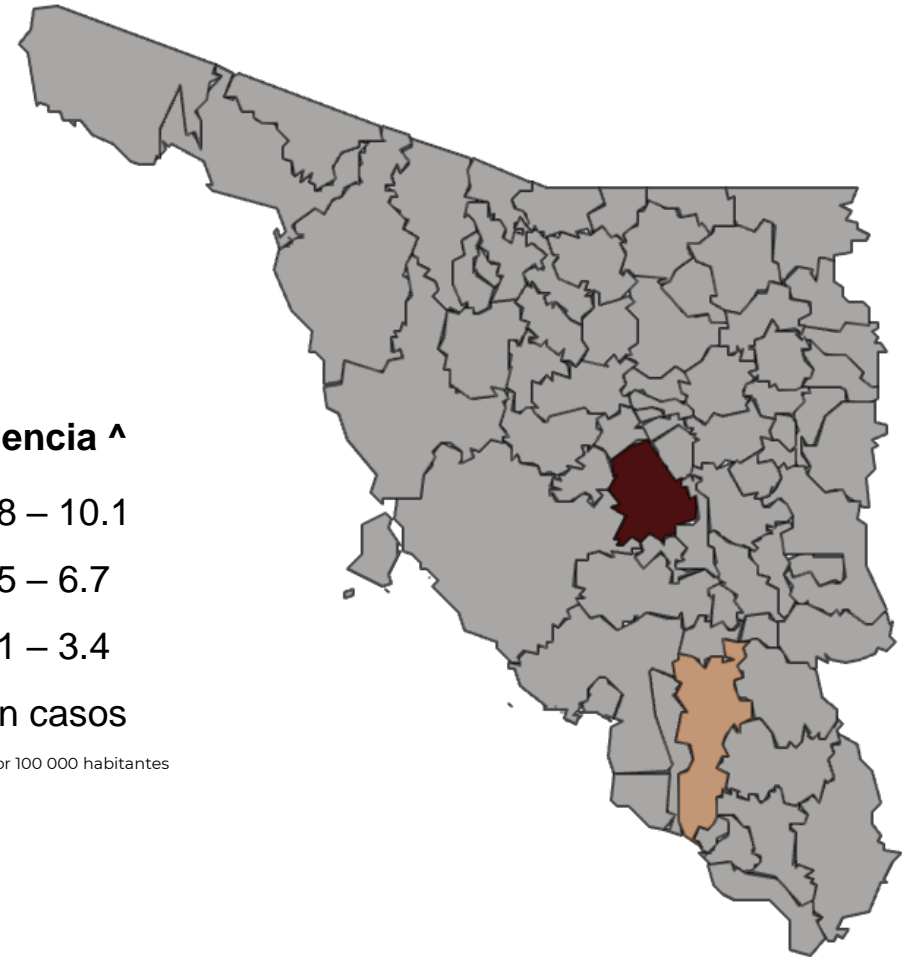 encia ^
8 – 10.1
5 – 6.7
1 – 3.4
n casos
or 100 000 habitantes